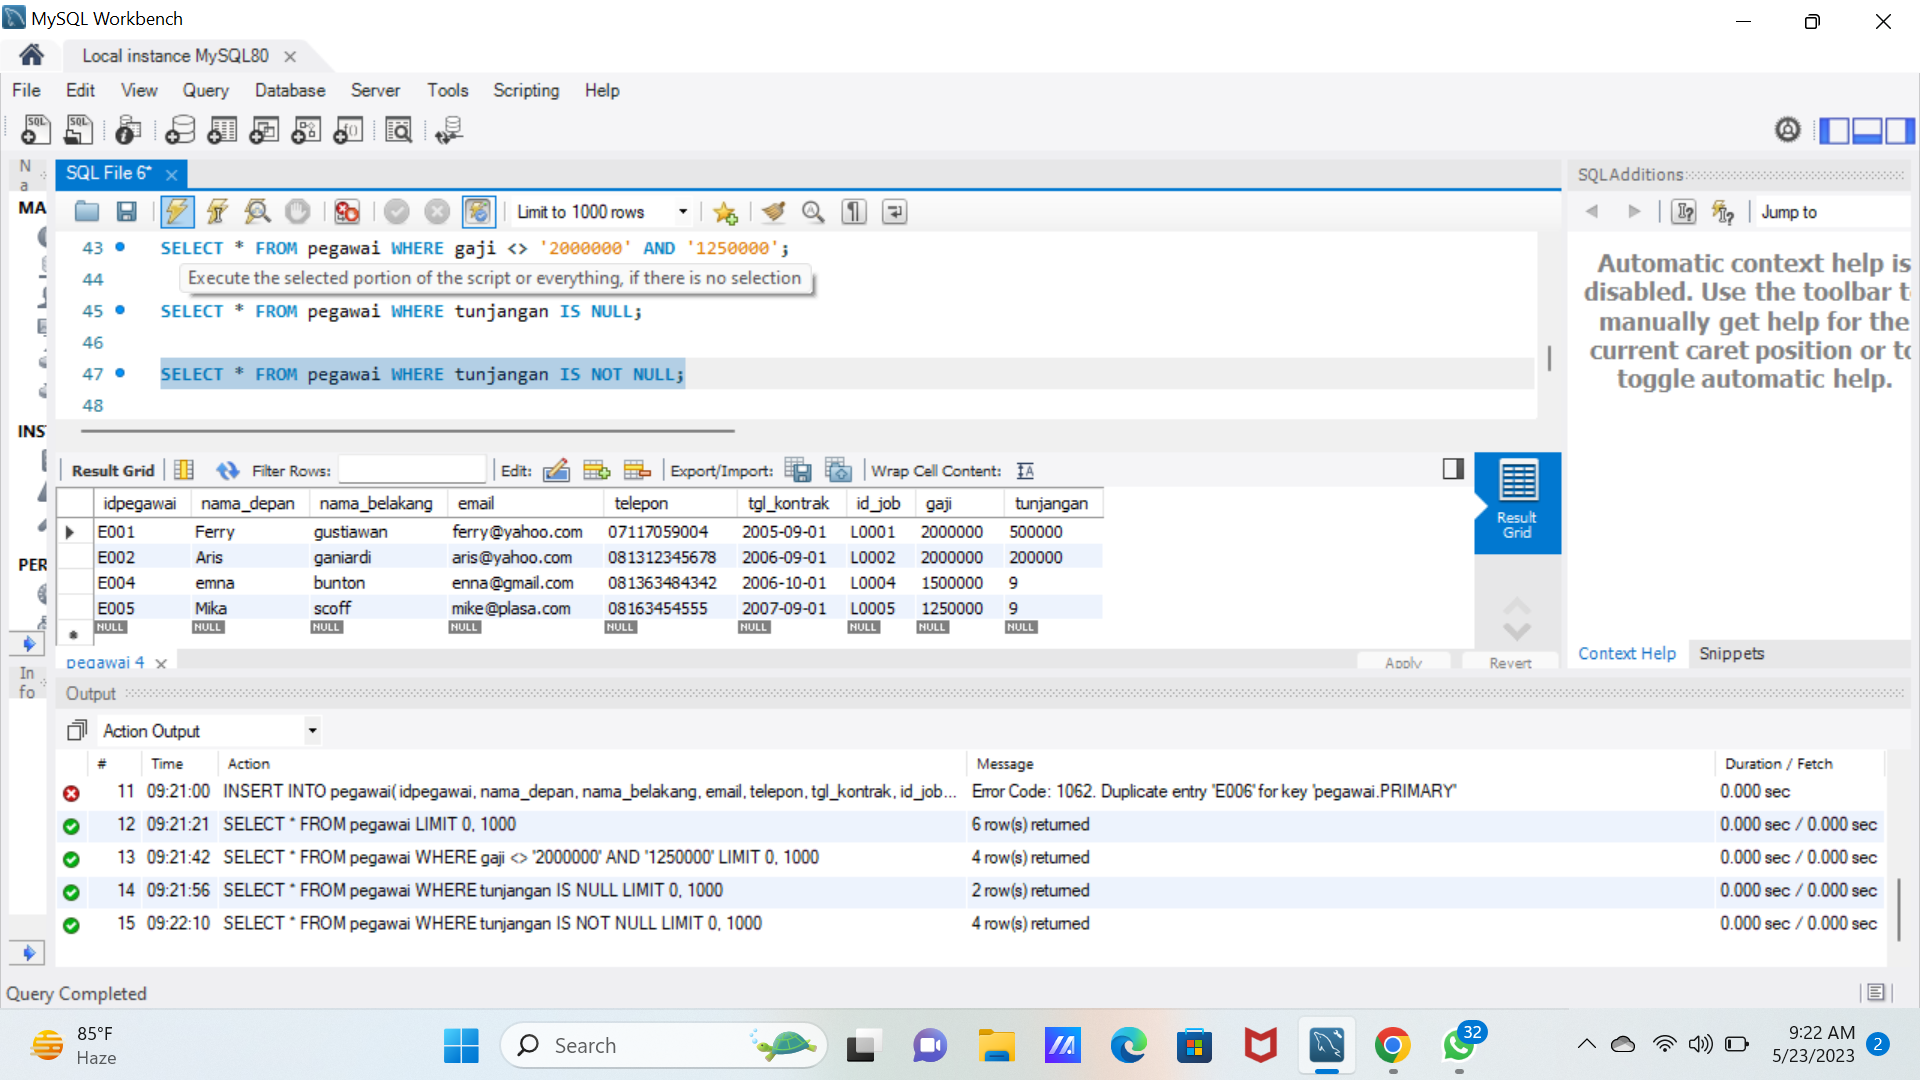 MySQL Workbench
Local instance MySQL80
File Edit View Query Database Server Tools Scripting Help
N
a
SQL File 6*
SQLAdditions
MA
Limit to 1000 rows
Jump to
43 SELECT * FROM pegawai WHERE gaji <> '2000000' AND '1250000';
44
Execute the selected portion of the script or everything, if there is no selection
45 SELECT * FROM pegawai WHERE tunjangan IS NULL;
46
47 SELECT * FROM pegawai WHERE tunjangan IS NOT NULL;
48
Automatic context help is
disabled. Use the toolbar t
manually get help for the
current caret position or to
toggle automatic help.
INS
PER
Result Grid Filter Rows: Edit: Export/Import: Wrap Cell Content:
Result
Grid
idpegawai nama_depan nama_belakang email telepon tgl_kontrak id_job gaji tunjangan
E001 Ferry gustiawan ferry@yahoo.com 07117059004 2005-09-01 L0001 2000000 500000
E002 Aris ganiardi aris@yahoo.com 081312345678 2006-09-01 L0002 2000000 200000
E004 emna bunton enna@gmail.com 081363484342 2006-10-01 L0004 1500000 9
E005 Mika scoff mike@plasa.com 08163454555 2007-09-01 L0005 1250000 9
NULL NULL NULL NULL NULL NULL NULL NULL NULL
pegawai 4
Apply Revert
Context Help Snippets
In
fo
Output
Action Output
# Time Action Message Duration / Fetch
11 09:21:00 INSERT INTO pegawai( idpegawai, nama_depan, nama_belakang, email, telepon, tgl_kontrak, id_job... Error Code: 1062. Duplicate entry 'E006' for key 'pegawai.PRIMARY' 0.000 sec
12 09:21:21 SELECT * FROM pegawai LIMIT 0, 1000 6 row(s) returned 0.000 sec / 0.000 sec
13 09:21:42 SELECT * FROM pegawai WHERE gaji <> '2000000' AND '1250000' LIMIT 0, 1000 4 row(s) returned 0.000 sec / 0.000 sec
14 09:21:56 SELECT * FROM pegawai WHERE tunjangan IS NULL LIMIT 0, 1000 2 row(s) returned 0.000 sec / 0.000 sec
15 09:22:10 SELECT * FROM pegawai WHERE tunjangan IS NOT NULL LIMIT 0, 1000 4 row(s) returned 0.000 sec / 0.000 sec
Query Completed
85°F
Haze
Search
32
9:22 AM
5/23/2023
2